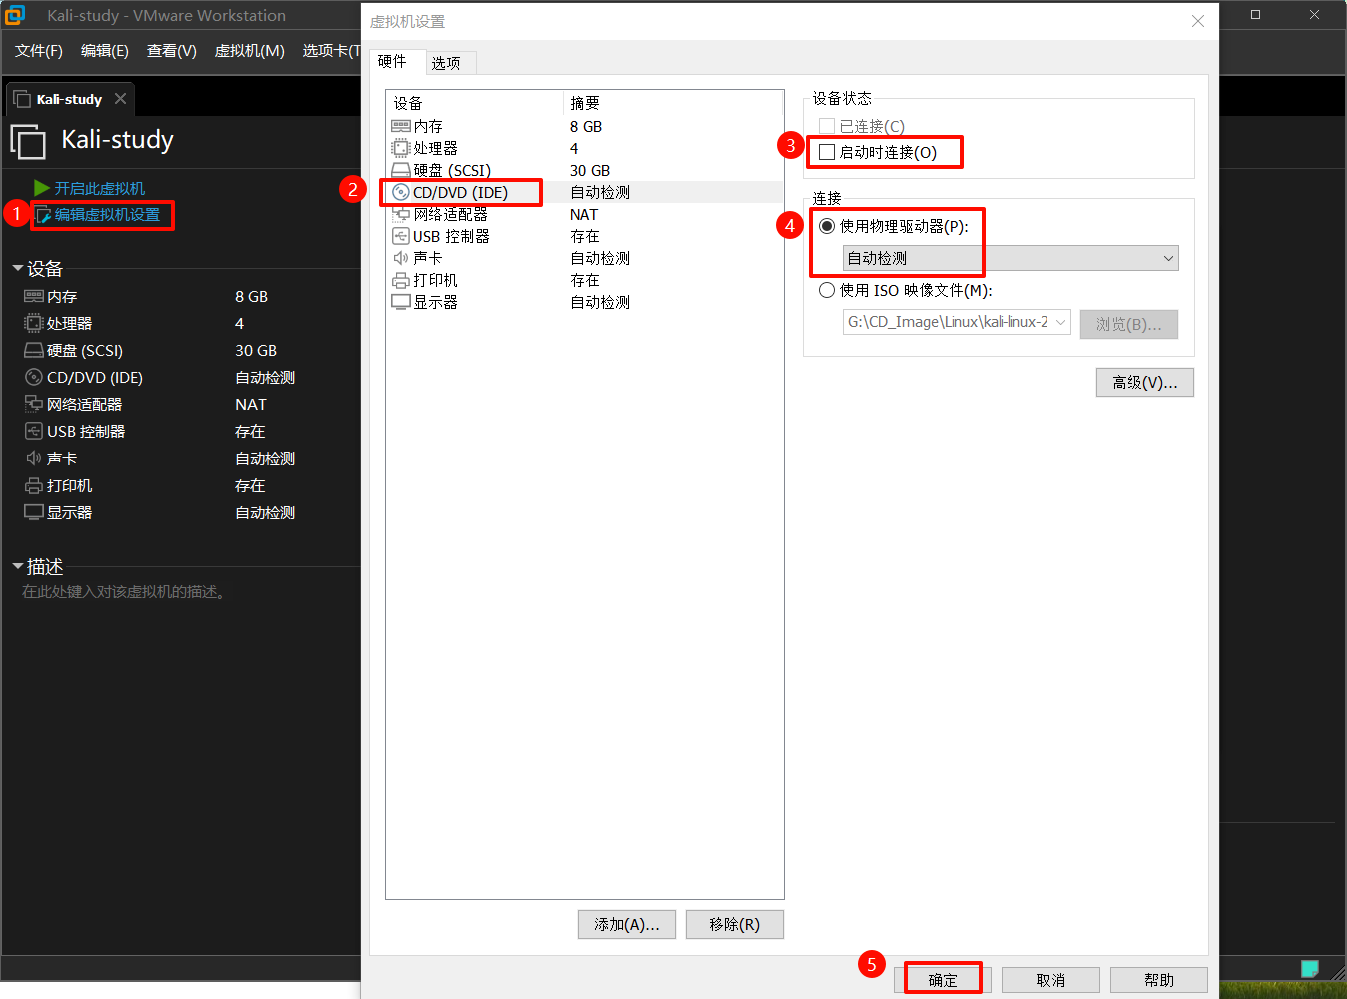 Kali-study - VMware Workstation
文件(F) 编辑(E) 查看(V) 虚拟机(M) 选项卡(T
Kali-study
Kali-study
开启此虚拟机
1 编辑虚拟机设置
设备
内存 8 GB
处理器 4
硬盘 (SCSI) 30 GB
CD/DVD (IDE) 自动检测
网络适配器 NAT
USB 控制器 存在
声卡 自动检测
打印机 存在
显示器 自动检测
描述
在此处键入对该虚拟机的描述。
虚拟机设置
硬件 选项
设备 摘要
内存 8 GB
处理器 4
硬盘 (SCSI) 30 GB
2 CD/DVD (IDE) 自动检测
网络适配器 NAT
USB 控制器 存在
声卡 自动检测
打印机 存在
显示器 自动检测
添加(A)... 移除(R)
设备状态
已连接(C)
3 启动时连接(O)
连接
4 使用物理驱动器(P):
自动检测
使用 ISO 映像文件(M):
G:\CD_Image\Linux\kali-linux-2 浏览(B)...
高级(V)...
5 确定 取消 帮助